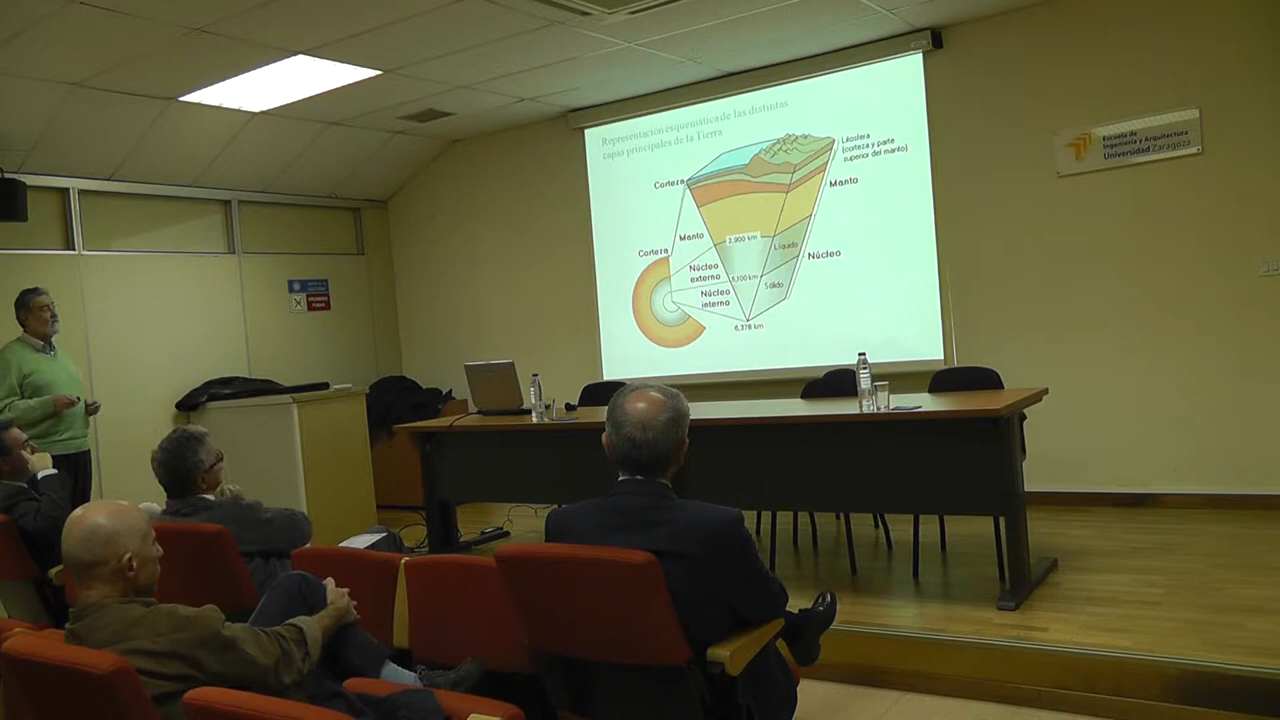 Representación esquemática de las distintas
capas principales de la Tierra
Litosfera
(corteza y parte
superior del manto)
Corteza
Manto
Manto
2,900 km
Líquido
Corteza
Núcleo
Núcleo
externo
5,100 km
Sólido
Núcleo
interno
6,378 km
Escuela de
Ingeniería y Arquitectura
Universidad Zaragoza